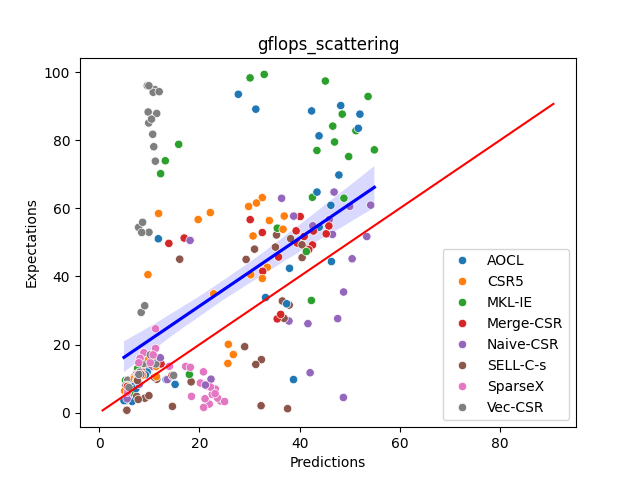 gflops_scattering
Expectations
100
80
60
40
20
0
0
20
40
60
80
Predictions
AOCL
CSR5
MKL-IE
Merge-CSR
Naive-CSR
SELL-C-s
SparseX
Vec-CSR